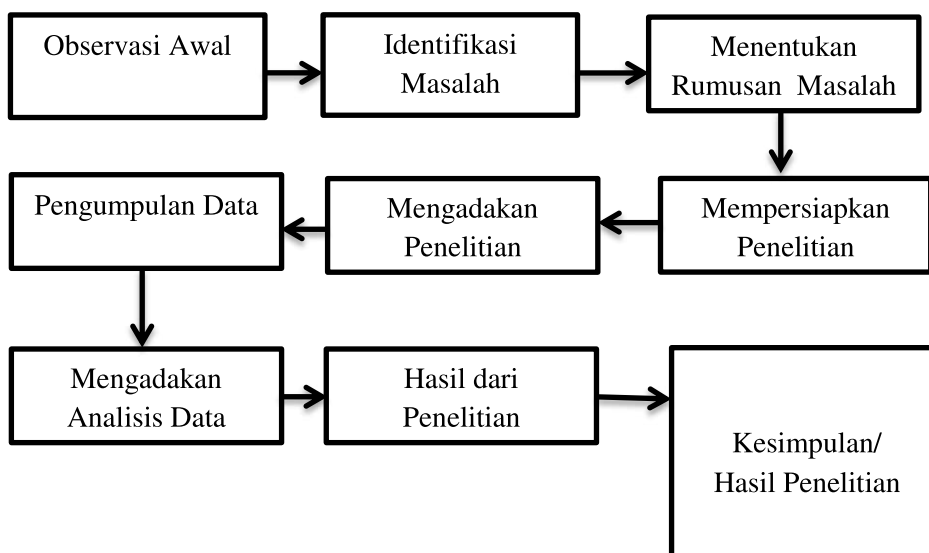 Observasi Awal
Identifikasi
Masalah
Menentukan
Rumusan Masalah
Mempersiapkan
Penelitian
Mengadakan
Penelitian
Pengumpulan Data
Mengadakan
Analisis Data
Hasil dari
Penelitian
Kesimpulan/
Hasil Penelitian